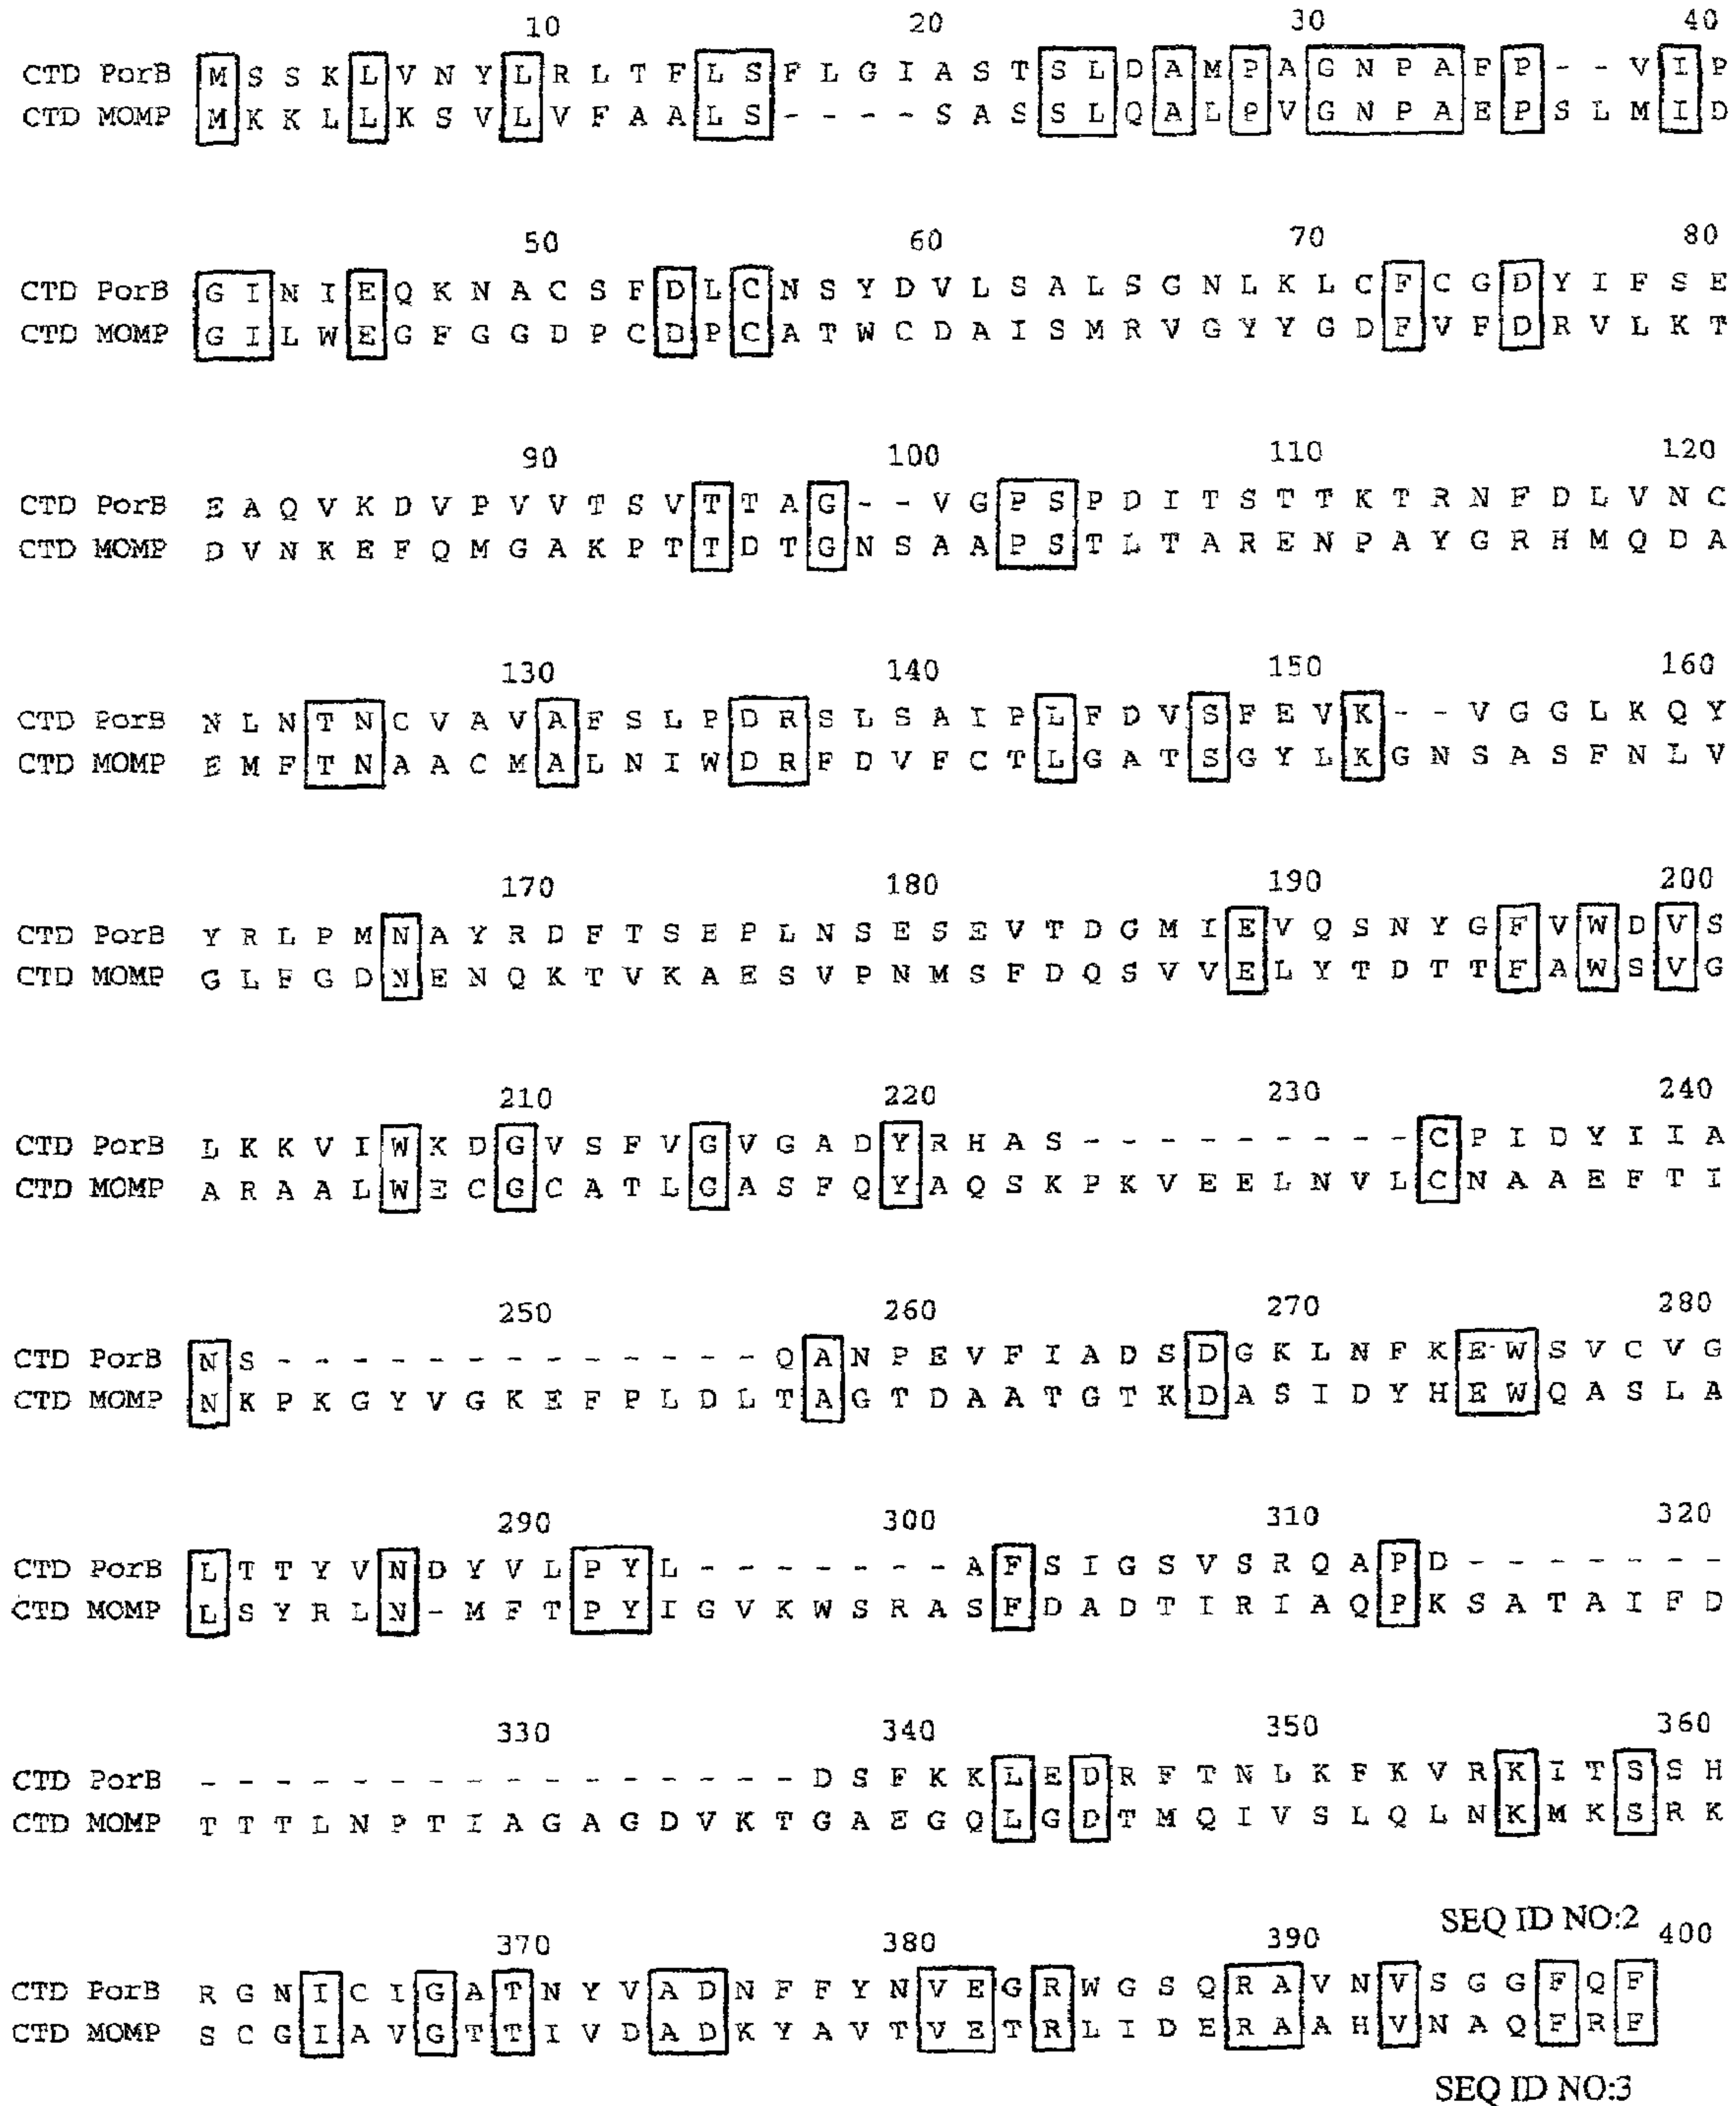 10 20 30 40
CTD PorB M S S K L V N Y L R L T F L S F L G I A S T S L D A M P A G N P A F P - - V I P
CTD MOMP M K K L L K S V L V F A A L S - - - - S A S S L Q A L P V G N P A E P S L M I D
50 60 70 80
CTD PorB G I N I E Q K N A C S F D L C N S Y D V L S A L S G N L K L C F C G D Y I F S E
CTD MOMP G I L W E G F G G D P C D P C A T W C D A I S M R V G Y Y G D F V F D R V L K T
90 100 110 120
CTD PorB E A Q V K D V P V V T S V T T A G - - V G P S P D I T S T T K T R N F D L V N C
CTD MOMP D V N K E F Q M G A K P T T D T G N S A A P S T L T A R E N P A Y G R H M Q D A
130 140 150 160
CTD PorB N L N T N C V A V A F S L P D R S L S A I P L F D V S F E V K - - V G G L K Q Y
CTD MOMP E M F T N A A C M A L N I W D R F D V F C T L G A T S G Y L K G N S A S F N L V
170 180 190 200
CTD PorB Y R L P M N A Y R D F T S E P L N S E S E V T D G M I E V Q S N Y G F V W D V S
CTD MOMP G L F G D N E N Q K T V K A E S V P N M S F D Q S V V E L Y T D T T F A W S V G
210 220 230 240
CTD PorB L K K V I W K D G V S F V G V G A D Y R H A S - - - - - - - - - C P I D Y I I A
CTD MOMP A R A A L W E C G C A T L G A S F Q Y A Q S K P K V E E L N V L C N A A E F T I
250 260 270 280
CTD PorB N S - - - - - - - - - - - - - Q A N P E V F I A D S D G K L N F K E W S V C V G
CTD MOMP N K P K G Y V G K E F P L D L T A G T D A A T G T K D A S I D Y H E W Q A S L A
290 300 310 320
CTD PorB L T T Y V N D Y V L P Y L - - - - - - - A F S I G S V S R Q A P D - - - - - - -
CTD MOMP L S Y R L N - M F T P Y I G V K W S R A S F D A D T I R I A Q P K S A T A I F D
330 340 350 360
CTD PorB - - - - - - - - - - - - - - - - D S F K K L E D R F T N L K F K V R K I T S S H
CTD MOMP T T T L N P T I A G A G D V K T G A E G Q L G D T M Q I V S L Q L N K M K S R K
SEQ ID NO:2
370 380 390 400
CTD PorB R G N I C I G A T N Y V A D N F F Y N V E G R W G S Q R A V N V S G G F Q F
CTD MOMP S C G I A V G T T I V D A D K Y A V T V E T R L I D E R A A H V N A Q F R F
SEQ ID NO:3